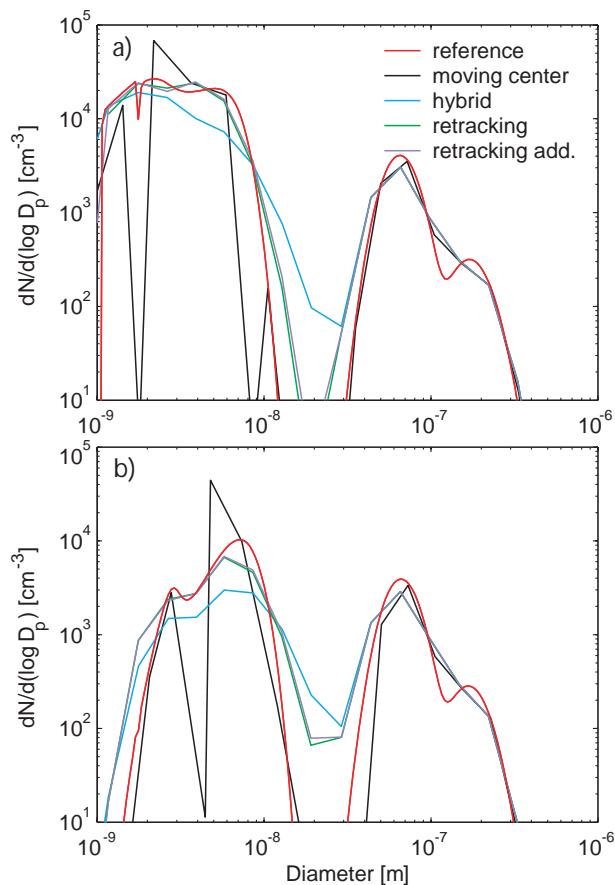 a)
reference
moving center
hybrid
retracking
retracking add.
dN/d(log D_p) [cm^-3]
10^5
10^4
10^3
10^2
10^1
10^-9
10^-8
10^-7
10^-6
b)
dN/d(log D_p) [cm^-3]
10^5
10^4
10^3
10^2
10^1
10^-9
10^-8
10^-7
10^-6
Diameter [m]